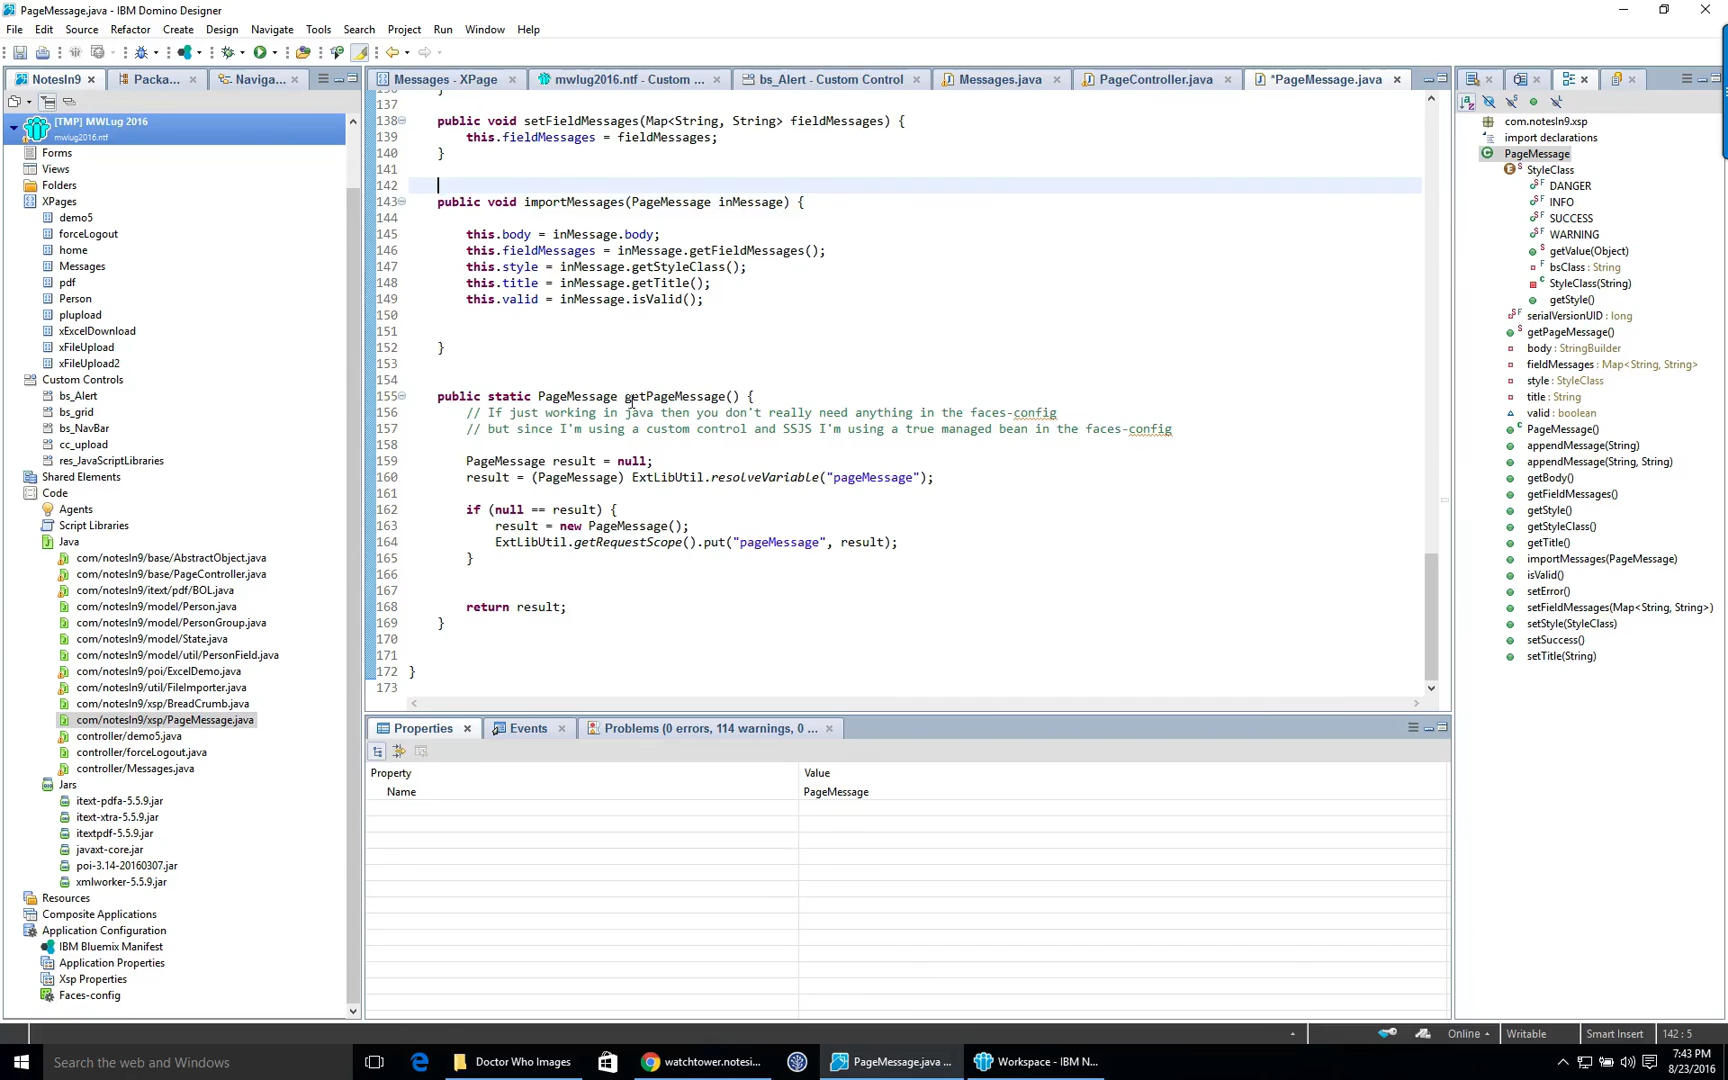 PageMessage.java - IBM Domino Designer
File Edit Source Refactor Create Design Navigate Tools Search Project Run Window Help
NotesIn9 Packa... Naviga...
Messages - XPage mwlug2016.ntf - Custom ... bs_Alert - Custom Control Messages.java PageController.java *PageMessage.java
[TMP] MWLug 2016
mwlug2016.ntf
Forms
Views
Folders
XPages
demo5
forceLogout
home
Messages
pdf
Person
plupload
xExcelDownload
xFileUpload
xFileUpload2
Custom Controls
bs_Alert
bs_grid
bs_NavBar
cc_upload
res_JavaScriptLibraries
Shared Elements
Code
Agents
Script Libraries
Java
com/notesIn9/base/AbstractObject.java
com/notesIn9/base/PageController.java
com/notesIn9/itext/pdf/BOL.java
com/notesIn9/model/Person.java
com/notesIn9/model/PersonGroup.java
com/notesIn9/model/State.java
com/notesIn9/model/util/PersonField.java
com/notesIn9/poi/ExcelDemo.java
com/notesIn9/util/FileImporter.java
com/notesIn9/xsp/BreadCrumb.java
com/notesIn9/xsp/PageMessage.java
controller/demo5.java
controller/forceLogout.java
controller/Messages.java
Jars
itext-pdfa-5.5.9.jar
itext-xtra-5.5.9.jar
itextpdf-5.5.9.jar
javaxt-core.jar
poi-3.14-20160307.jar
xmlworker-5.5.9.jar
Resources
Composite Applications
Application Configuration
IBM Bluemix Manifest
Application Properties
Xsp Properties
Faces-config
137
138 public void setFieldMessages(Map<String, String> fieldMessages) {
139 this.fieldMessages = fieldMessages;
140 }
141
142
143 public void importMessages(PageMessage inMessage) {
144
145 this.body = inMessage.body;
146 this.fieldMessages = inMessage.getFieldMessages();
147 this.style = inMessage.getStyleClass();
148 this.title = inMessage.getTitle();
149 this.valid = inMessage.isValid();
150
151
152 }
153
154
155 public static PageMessage getPageMessage() {
156 // If just working in java then you don't really need anything in the faces-config
157 // but since I'm using a custom control and SSJS I'm using a true managed bean in the faces-config
158
159 PageMessage result = null;
160 result = (PageMessage) ExtLibUtil.resolveVariable("pageMessage");
161
162 if (null == result) {
163 result = new PageMessage();
164 ExtLibUtil.getRequestScope().put("pageMessage", result);
165 }
166
167
168 return result;
169 }
170
171
172 }
173
Properties Events Problems (0 errors, 114 warnings, 0 ...
Property Value
Name PageMessage
com.notesIn9.xsp
import declarations
PageMessage
StyleClass
DANGER
INFO
SUCCESS
WARNING
getValue(Object)
bsClass : String
StyleClass(String)
getStyle()
serialVersionUID : long
getPageMessage()
body : StringBuilder
fieldMessages : Map<String, String>
style : StyleClass
title : String
valid : boolean
PageMessage()
appendMessage(String)
appendMessage(String, String)
getBody()
getFieldMessages()
getStyle()
getStyleClass()
getTitle()
importMessages(PageMessage)
isValid()
setError()
setFieldMessages(Map<String, String>)
setStyle(StyleClass)
setSuccess()
setTitle(String)
Online Writable Smart Insert 142 : 5
Search the web and Windows Doctor Who Images watchtower.notesi... PageMessage.java ... Workspace - IBM N... 7:43 PM
8/23/2016